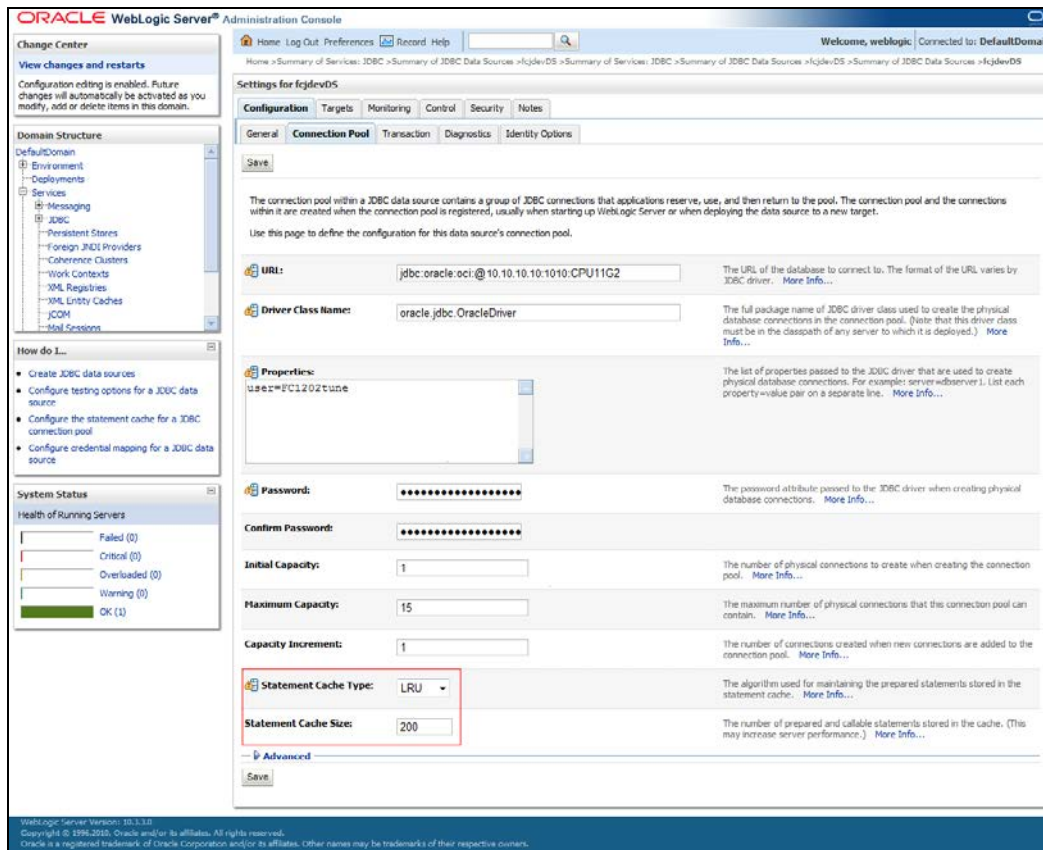 ORACLE WebLogic Server® Administration Console
Change Center
View changes and restarts
Configuration editing is enabled. Future
changes will automatically be activated as you
modify, add or delete items in this domain.
Domain Structure
DefaultDomain
Environment
Deployments
Services
Messaging
JDBC
Persistent Stores
Foreign JNDI Providers
Coherence Clusters
Work Contexts
XML Registries
XML Entity Caches
jCOM
Mail Sessions
How do I...
Create JDBC data sources
Configure testing options for a JDBC data
source
Configure the statement cache for a JDBC
connection pool
Configure credential mapping for a JDBC data
source
System Status
Health of Running Servers
Failed (0)
Critical (0)
Overloaded (0)
Warning (0)
OK (1)
Home Log Out Preferences Record Help
Welcome, weblogic Connected to: DefaultDomai
Home >Summary of Services: JDBC >Summary of JDBC Data Sources >fcjdevDS >Summary of Services: JDBC >Summary of JDBC Data Sources >fcjdevDS >Summary of JDBC Data Sources >fcjdevDS
Settings for fcjdevDS
Configuration Targets Monitoring Control Security Notes
General Connection Pool Transaction Diagnostics Identity Options
Save
The connection pool within a JDBC data source contains a group of JDBC connections that applications reserve, use, and then return to the pool. The connection pool and the connections
within it are created when the connection pool is registered, usually when starting up WebLogic Server or when deploying the data source to a new target.
Use this page to define the configuration for this data source's connection pool.
URL: jdbc:oracle:oci:@10.10.10.10:1010:CPU11G2
The URL of the database to connect to. The format of the URL varies by
JDBC driver. More Info...
Driver Class Name: oracle.jdbc.OracleDriver
The full package name of JDBC driver class used to create the physical
database connections in the connection pool. (Note that this driver class
must be in the classpath of any server to which it is deployed.) More
Info...
Properties:
user=FC1202tune
The list of properties passed to the JDBC driver that are used to create
physical database connections. For example: server=dbserver1. List each
property=value pair on a separate line. More Info...
Password: ••••••••••••••••••
The password attribute passed to the JDBC driver when creating physical
database connections. More Info...
Confirm Password: ••••••••••••••••••
Initial Capacity: 1
The number of physical connections to create when creating the connection
pool. More Info...
Maximum Capacity: 15
The maximum number of physical connections that this connection pool can
contain. More Info...
Capacity Increment: 1
The number of connections created when new connections are added to the
connection pool. More Info...
Statement Cache Type: LRU
The algorithm used for maintaining the prepared statements stored in the
statement cache. More Info...
Statement Cache Size: 200
The number of prepared and callable statements stored in the cache. (This
may increase server performance.) More Info...
Advanced
Save
WebLogic Server Version: 10.3.3.0
Copyright © 1996,2010, Oracle and/or its affiliates. All rights reserved.
Oracle is a registered trademark of Oracle Corporation and/or its affiliates. Other names may be trademarks of their respective owners.